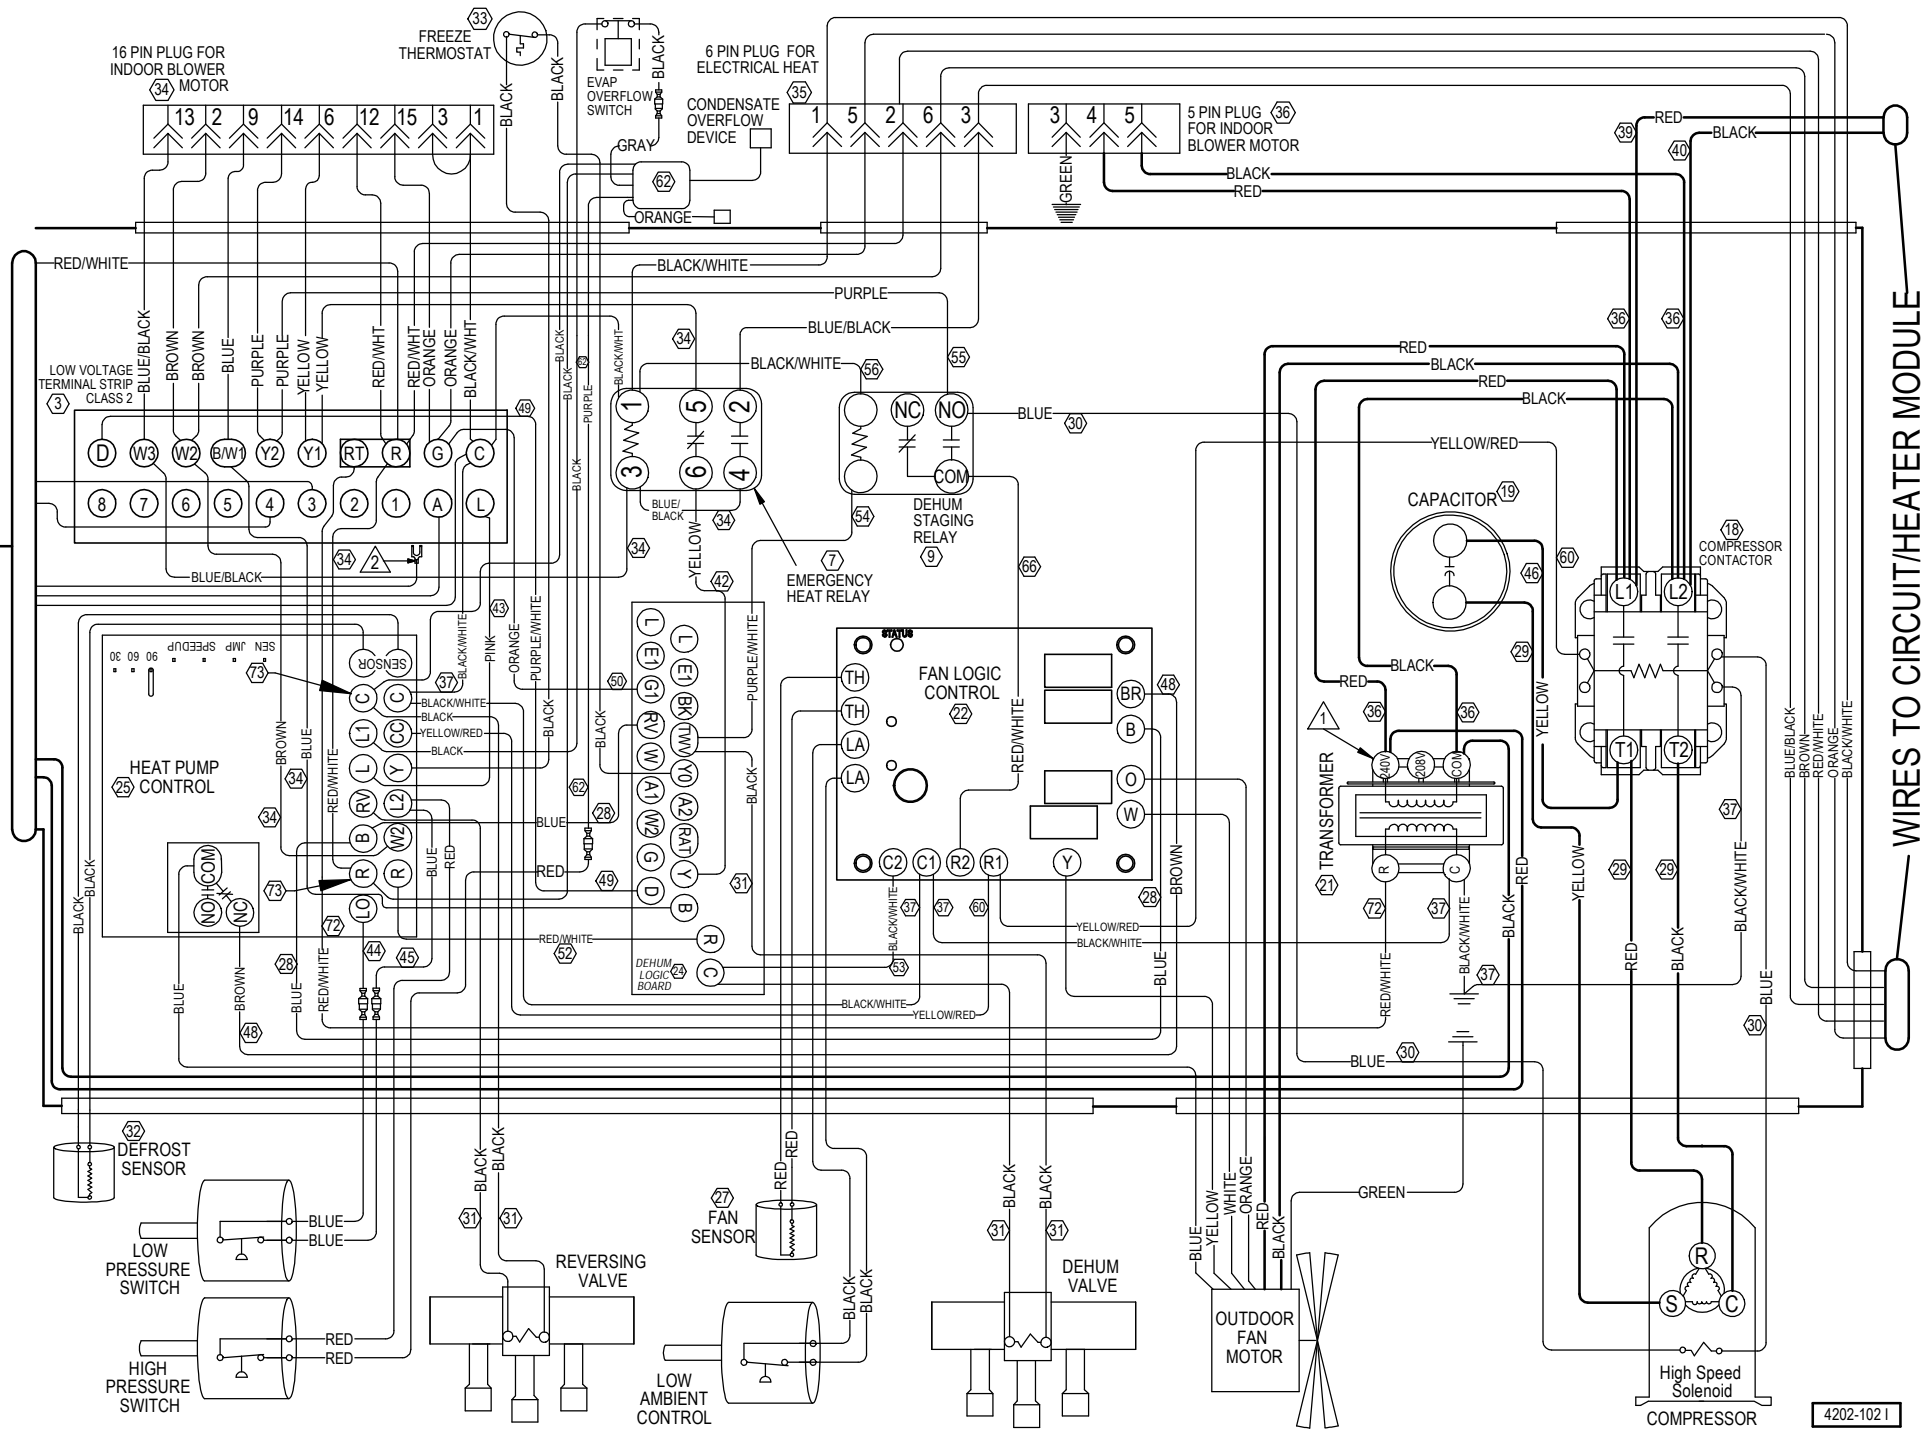 33
FREEZE
THERMOSTAT
16 PIN PLUG FOR
INDOOR BLOWER
MOTOR
34
13 2 9 14 6 12 15 3 1
BLACK
BLACK
BLACK
EVAP
OVERFLOW
SWITCH
GRAY
62
ORANGE
CONDENSATE
OVERFLOW
DEVICE
6 PIN PLUG FOR
ELECTRICAL HEAT
35
1 5 2 6 3
3 4 5
5 PIN PLUG 36
FOR INDOOR
BLOWER MOTOR
GREEN
BLACK
RED
39
RED
BLACK
40
WIRES TO CIRCUIT/HEATER MODULE
RED/WHITE
BLACK/WHITE
PURPLE
BLUE/BLACK
BLUE/BLACK
BROWN
BROWN
BLUE
PURPLE
PURPLE
YELLOW
YELLOW
RED/WHT
RED/WHT
ORANGE
ORANGE
BLACK/WHT
BLACK
BLACK
62
PURPLE
BLACK
BLACK/WHT
34
BLACK/WHITE
56
55
36
36
RED
BLACK
RED
BLACK
LOW VOLTAGE
TERMINAL STRIP
CLASS 2
3
49
D W3 W2 B/W1 Y2 Y1 RT R G C
8 7 6 5 4 3 2 1 A L
34
2
BLUE/BLACK
1 5 2
3 6 4
BLUE/
BLACK
34
34
YELLOW
42
7
EMERGENCY
HEAT RELAY
NC NO
COM
54
DEHUM
STAGING
RELAY
9
BLUE
30
66
YELLOW/RED
CAPACITOR 19
46
60
18
COMPRESSOR
CONTACTOR
L1 L2
T1 T2
29
YELLOW
BLACK
RED
36
36
1
240V 208V COM
TRANSFORMER
21
R C
72
37
30 60 90 SPEEDUP JMP SEN
SENSOR
73
C C
37
BLACK/WHITE
BLACK/WHITE
BLACK
YELLOW/RED
BLACK
L1 CC
L Y
RV L2
B W2
R R
LO
HEAT PUMP
CONTROL
25
COM
NO
NC
73
72
43
PINK
ORANGE
PURPLE/WHITE
BLACK
BLACK
BROWN
34
BLUE
34
RED/WHITE
BLUE
RED
BLUE
28
62
RED
49
50
L L
E1 E1
G1 BK
RV TWV
W Y0
A1 A2
W2 RAT
G Y
D B
R
C
DEHUM
LOGIC 24
BOARD
RED/WHITE
52
PURPLE/WHITE
BLACK
31
STATUS
FAN LOGIC
CONTROL
22
RED/WHITE
TH
TH
LA
LA
BR
B
O
W
C2 C1 R2 R1 Y
48
BLACK/WHITE
37
37
60
53
28
BROWN
BLUE
YELLOW/RED
BLACK/WHITE
BLACK/WHITE
YELLOW/RED
BLACK/WHITE
RED/WHITE
37
BLACK
RED
YELLOW
29
29
RED
BLACK
37
BLACK/WHITE
BLUE
30
BLUE/BLACK
BROWN
RED/WHITE
ORANGE
BLACK/WHITE
BLACK
BLACK
BLUE
BROWN
48
28
BLUE
RED/WHITE
44
45
BLUE
30
32
DEFROST
SENSOR
LOW
PRESSURE
SWITCH
BLUE
BLUE
HIGH
PRESSURE
SWITCH
RED
RED
BLACK
BLACK
31
31
REVERSING
VALVE
27
FAN
SENSOR
RED
RED
LOW
AMBIENT
CONTROL
BLACK
BLACK
BLACK
BLACK
31
31
DEHUM
VALVE
BLUE
YELLOW
WHITE
ORANGE
RED
BLACK
GREEN
OUTDOOR
FAN
MOTOR
R
S C
High Speed
Solenoid
COMPRESSOR
4202-102 I